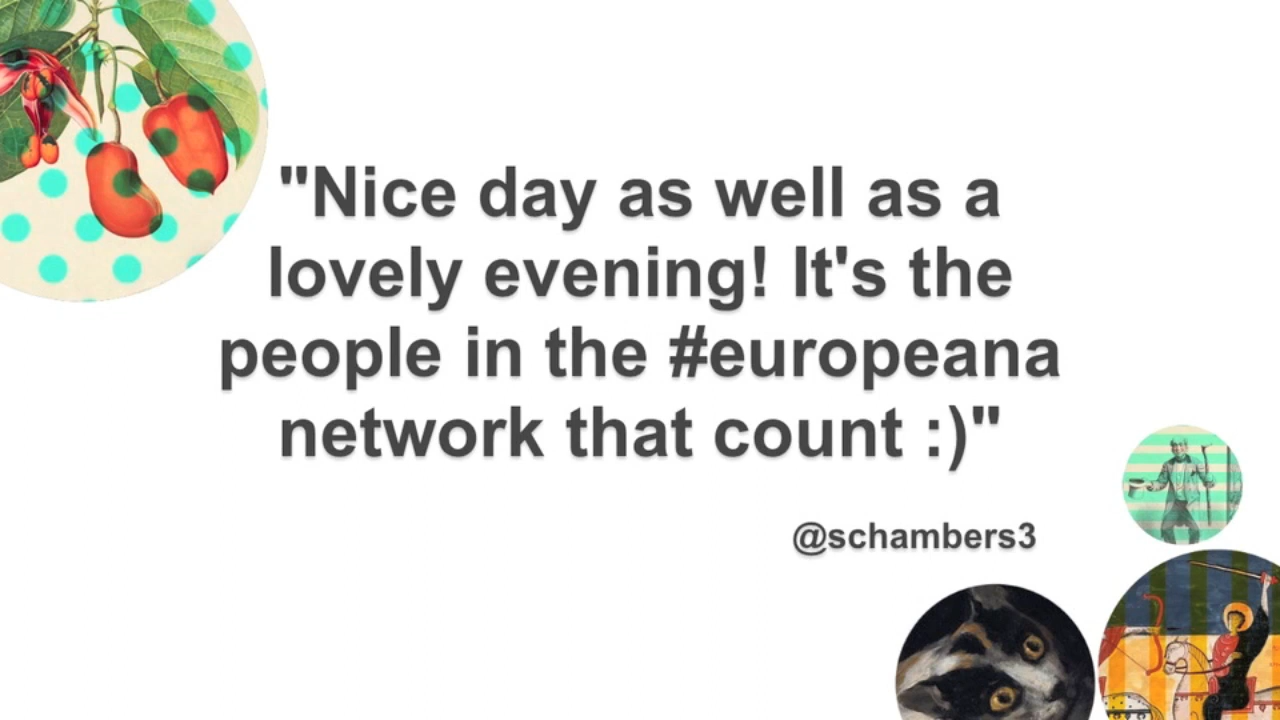 "Nice day as well as a
lovely evening! It's the
people in the #europeana
network that count :)"
@schambers3